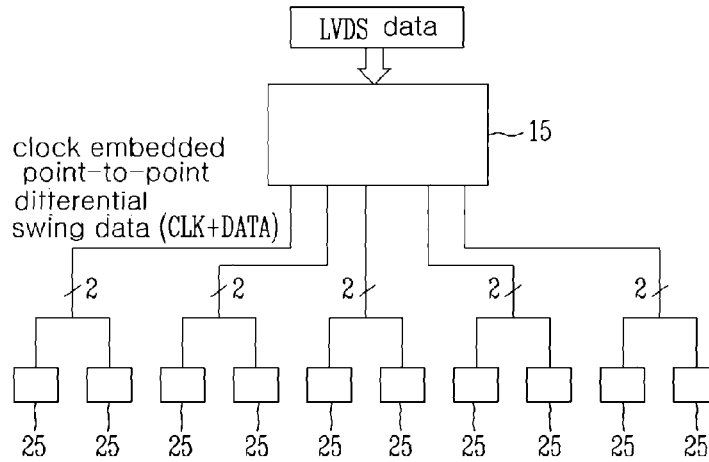 LVDS data
15
clock embedded
point-to-point
differential
swing data (CLK+DATA)
2 2 2 2 2
25 25 25 25 25 25 25 25 25 25